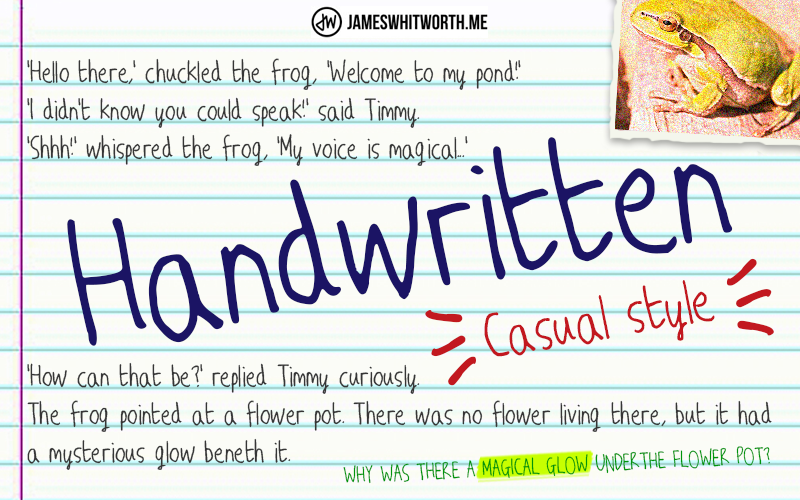 JW JAMESWHITWORTH.ME
'Hello there,' chuckled the frog, 'Welcome to my pond!'
'I didn't know you could speak!' said Timmy.
'Shhh!' whispered the frog, 'My voice is magical...'
Handwritten
Casual style
'How can that be?' replied Timmy curiously.
The frog pointed at a flower pot. There was no flower living there, but it had
a mysterious glow beneth it.
WHY WAS THERE A MAGICAL GLOW UNDERTHE FLOWER POT?